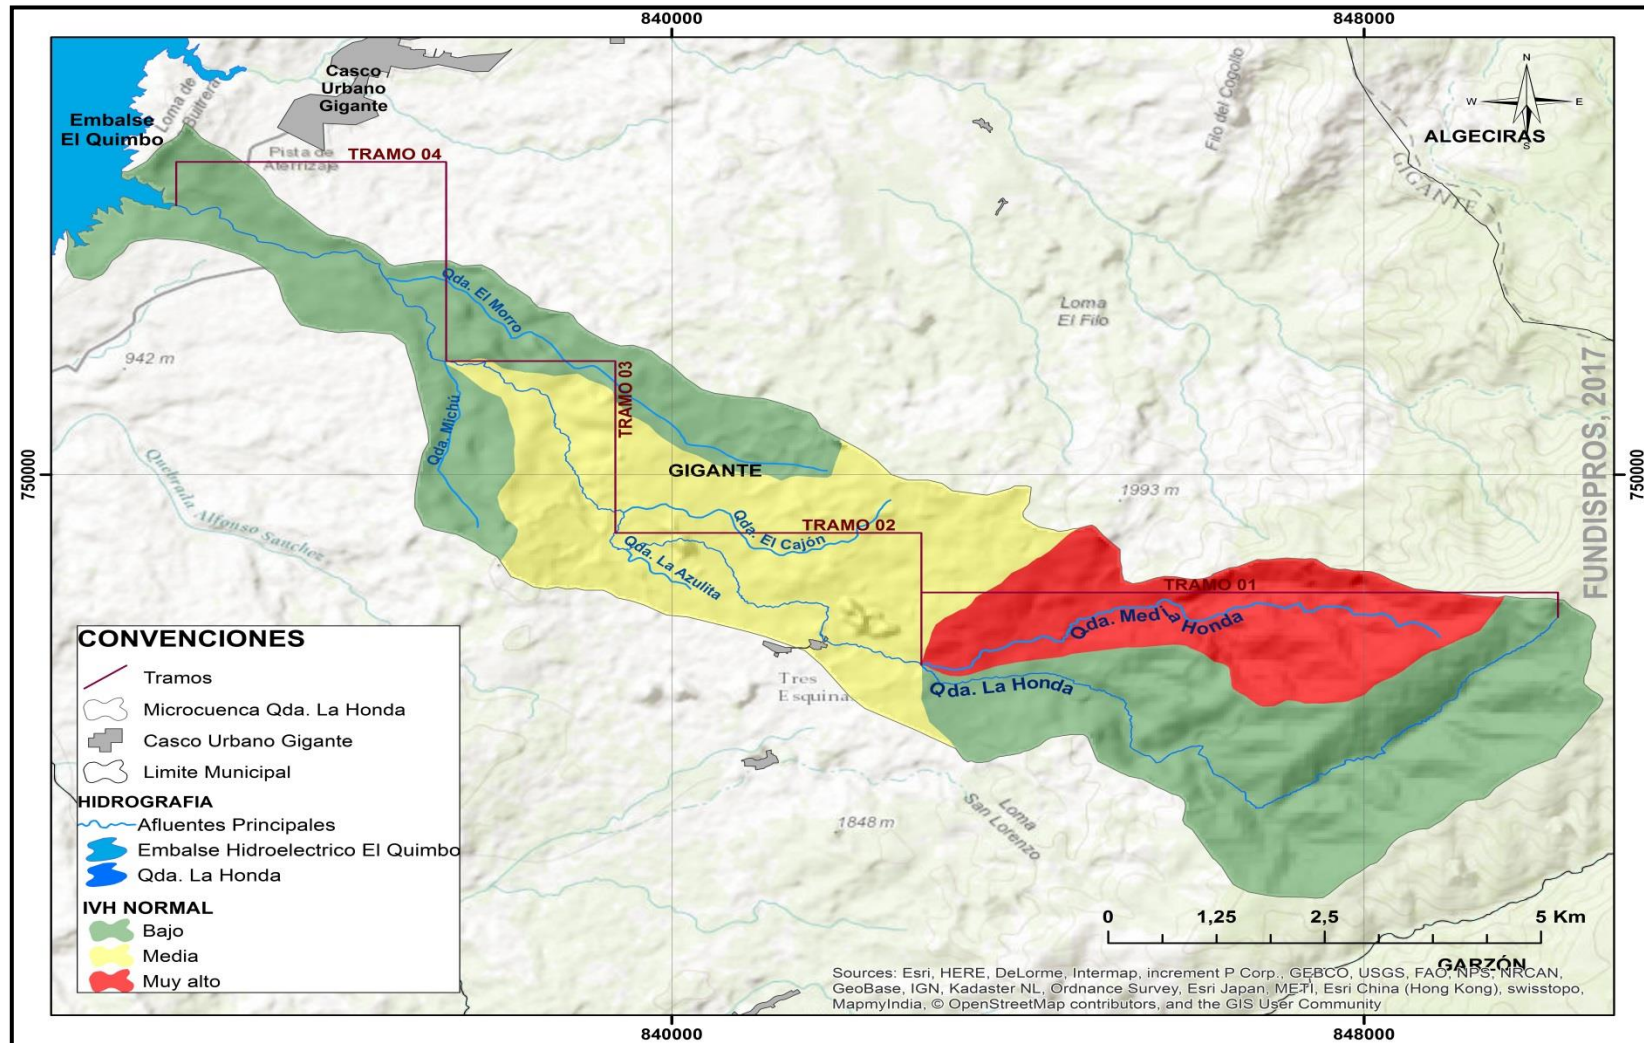 840000
848000
Casco
Urbano
Gigante
Loma de
Buitrera
Embalse
El Quimbo
Pista de
Aterrizaje
TRAMO 04
Filo del Cogollo
N
W
E
S
ALGECIRAS
GIGANTE
Qda. El Morro
Loma
El Filo
942 m
TRAMO 03
Qda. Michú
FUNDISPROS, 2017
750000
750000
GIGANTE
1993 m
Quebrada Alfonso Sanchez
TRAMO 02
Qda. El Cajón
Qda. La Azulita
TRAMO 01
Qda. Media Honda
Qda. La Honda
Tres
Esquina
1848 m
Loma
San Lorenzo
CONVENCIONES
Tramos
Microcuenca Qda. La Honda
Casco Urbano Gigante
Limite Municipal
HIDROGRAFIA
Afluentes Principales
Embalse Hidroelectrico El Quimbo
Qda. La Honda
IVH NORMAL
Bajo
Media
Muy alto
0 1,25 2,5 5 Km
GARZÓN
Sources: Esri, HERE, DeLorme, Intermap, increment P Corp., GEBCO, USGS, FAO, NPS, NRCAN,
GeoBase, IGN, Kadaster NL, Ordnance Survey, Esri Japan, METI, Esri China (Hong Kong), swisstopo,
MapmyIndia, © OpenStreetMap contributors, and the GIS User Community
840000
848000